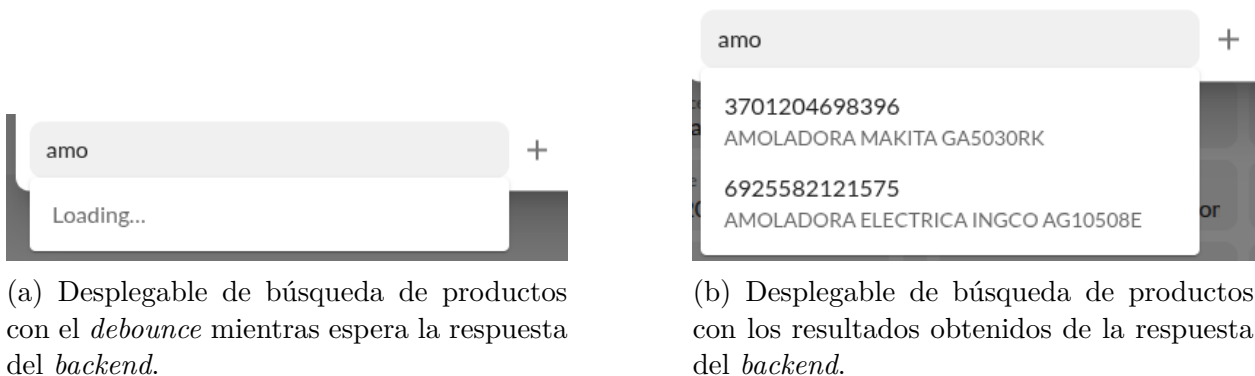 amo
Loading...
(a) Desplegable de búsqueda de productos
con el debounce mientras espera la respuesta
del backend.
amo
3701204698396
AMOLADORA MAKITA GA5030RK
6925582121575
AMOLADORA ELECTRICA INGCO AG10508E
or
(b) Desplegable de búsqueda de productos
con los resultados obtenidos de la respuesta
del backend.